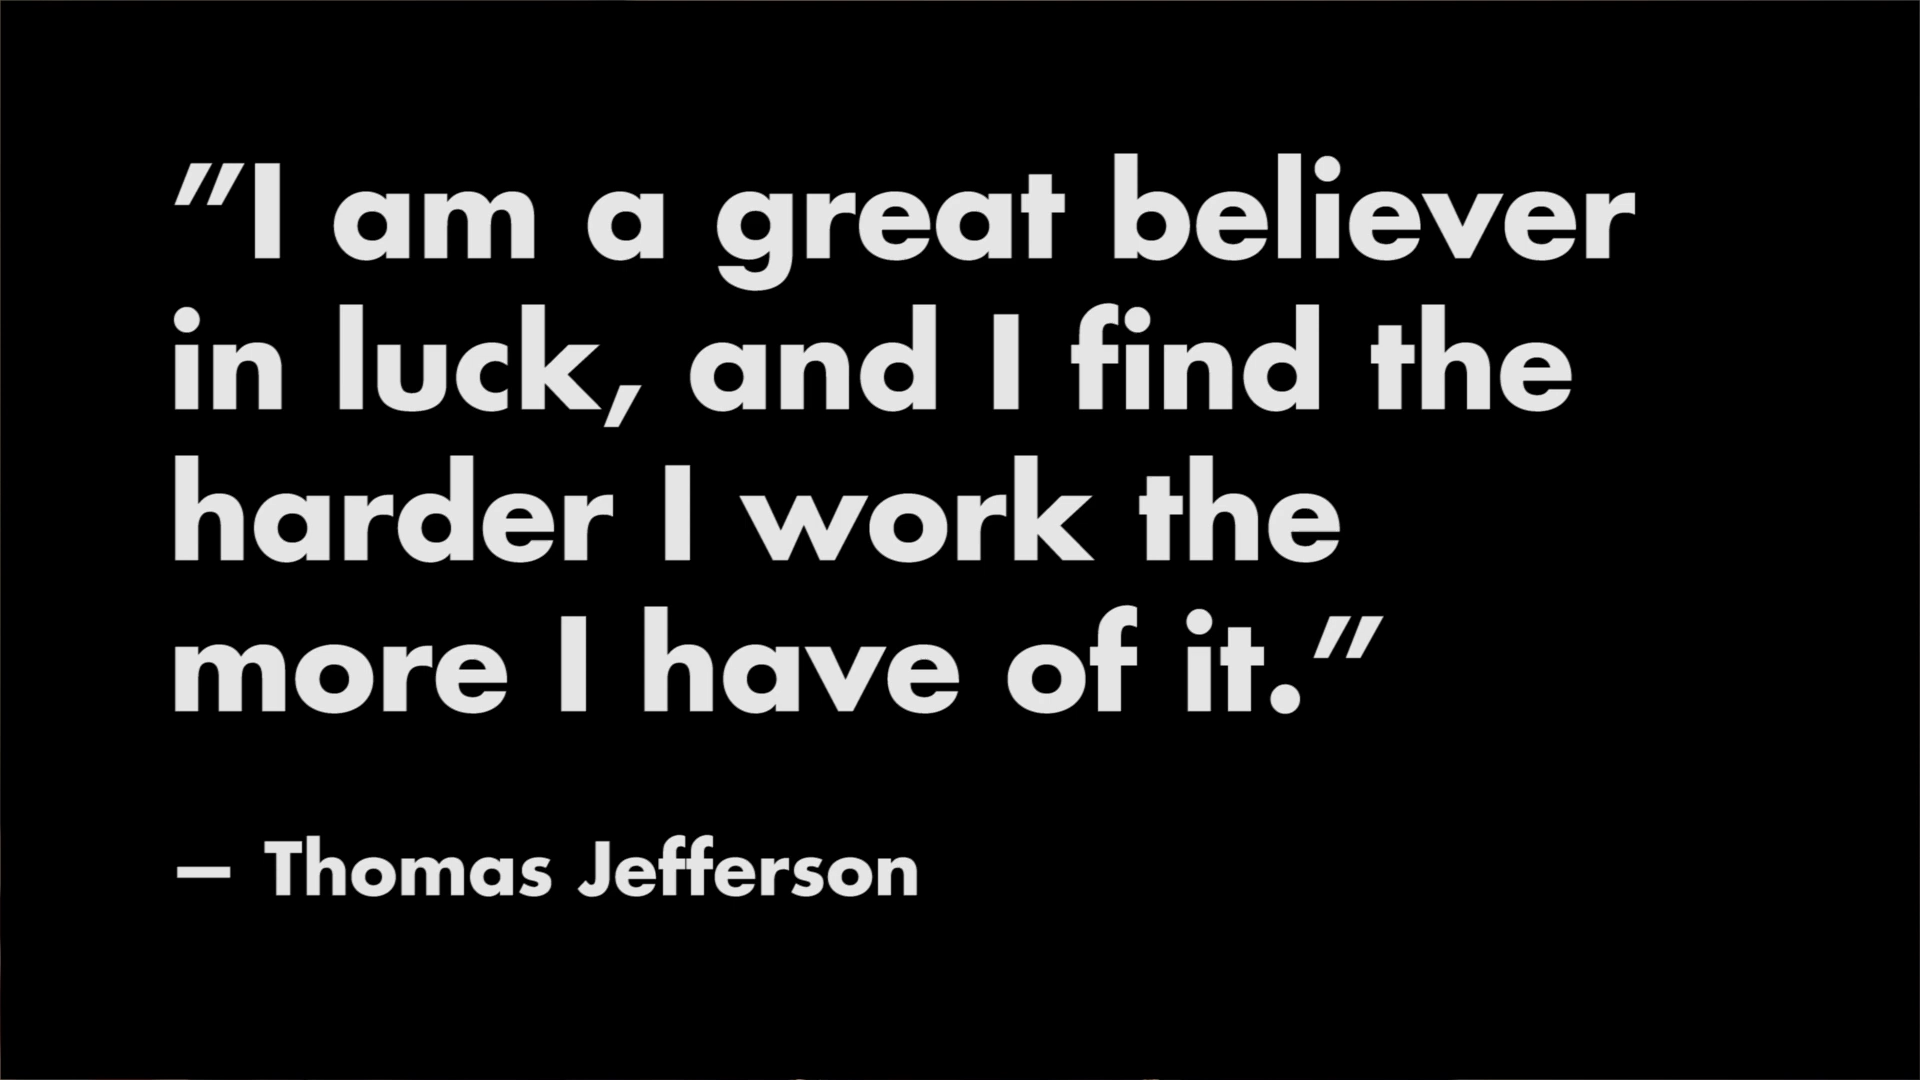 "I am a great believer
in luck, and I find the
harder I work the
more I have of it."
— Thomas Jefferson